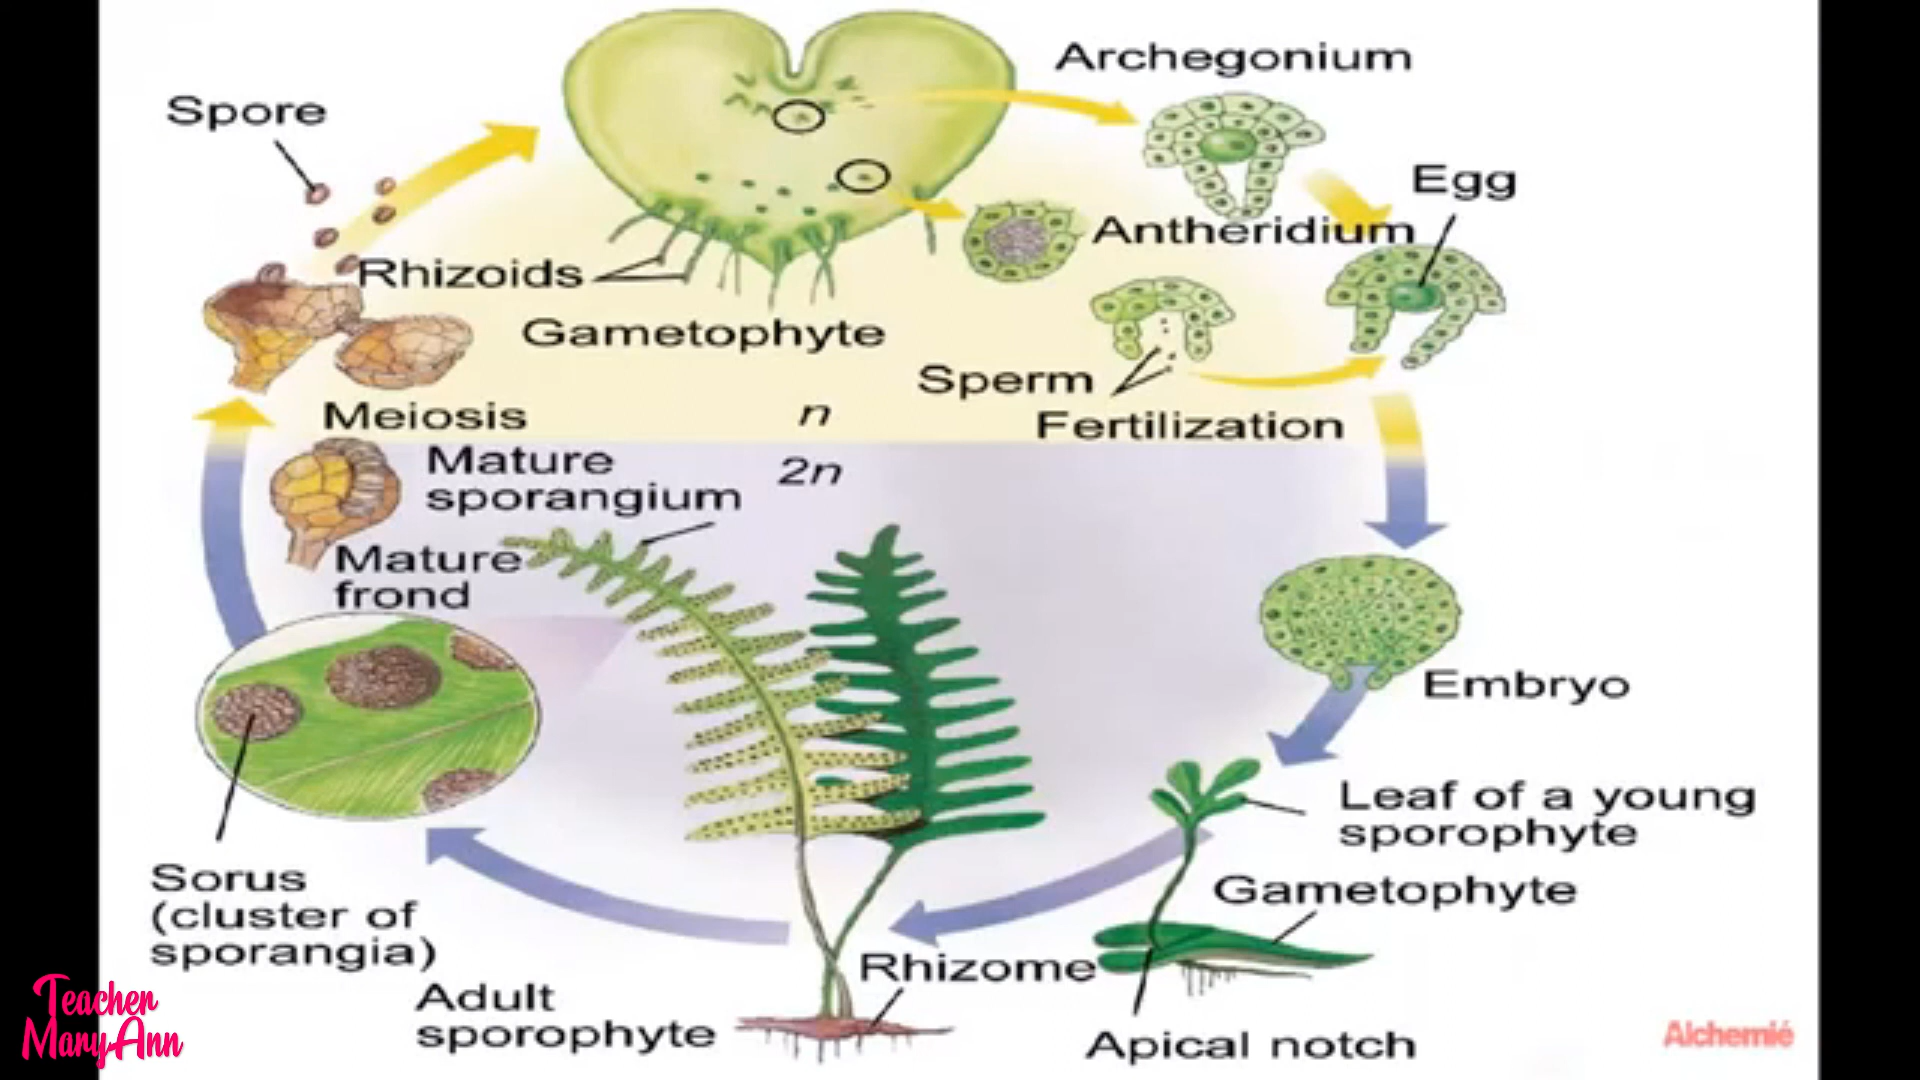 Archegonium
Spore
Egg
Antheridium
Rhizoids
Gametophyte
Sperm
Meiosis
n
Fertilization
Mature
sporangium
2n
Mature
frond
Embryo
Leaf of a young
sporophyte
Sorus
(cluster of
sporangia)
Gametophyte
Rhizome
Adult
sporophyte
Apical notch
Teacher
MaryAnn
Alchemié